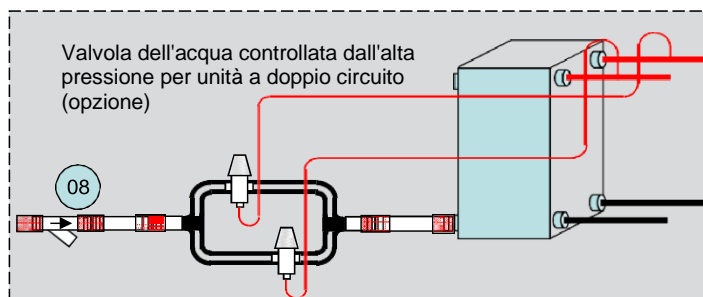 Valvola dell'acqua controllata dall'alta
pressione per unità a doppio circuito
(opzione)
08